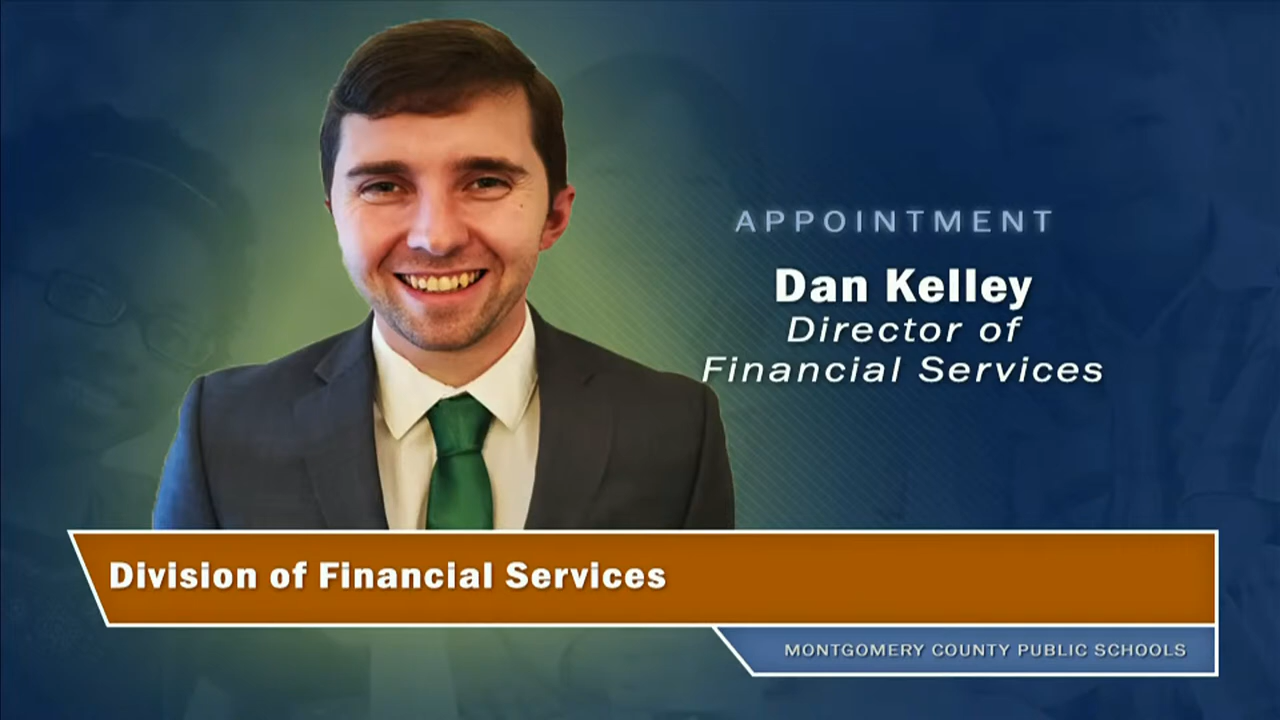 APPOINTMENT
Dan Kelley
Director of
Financial Services
Division of Financial Services
MONTGOMERY COUNTY PUBLIC SCHOOLS